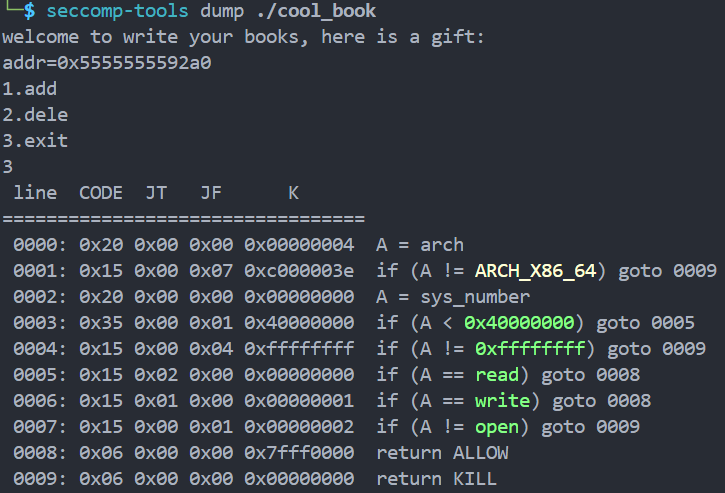 └─$ seccomp-tools dump ./cool_book
welcome to write your books, here is a gift:
addr=0x5555555592a0
1.add
2.dele
3.exit
3
 line  CODE  JT   JF      K
=================================
 0000: 0x20 0x00 0x00 0x00000004  A = arch
 0001: 0x15 0x00 0x07 0xc000003e  if (A != ARCH_X86_64) goto 0009
 0002: 0x20 0x00 0x00 0x00000000  A = sys_number
 0003: 0x35 0x00 0x01 0x40000000  if (A < 0x40000000) goto 0005
 0004: 0x15 0x00 0x04 0xffffffff  if (A != 0xffffffff) goto 0009
 0005: 0x15 0x02 0x00 0x00000000  if (A == read) goto 0008
 0006: 0x15 0x01 0x00 0x00000001  if (A == write) goto 0008
 0007: 0x15 0x00 0x01 0x00000002  if (A != open) goto 0009
 0008: 0x06 0x00 0x00 0x7fff0000  return ALLOW
 0009: 0x06 0x00 0x00 0x00000000  return KILL